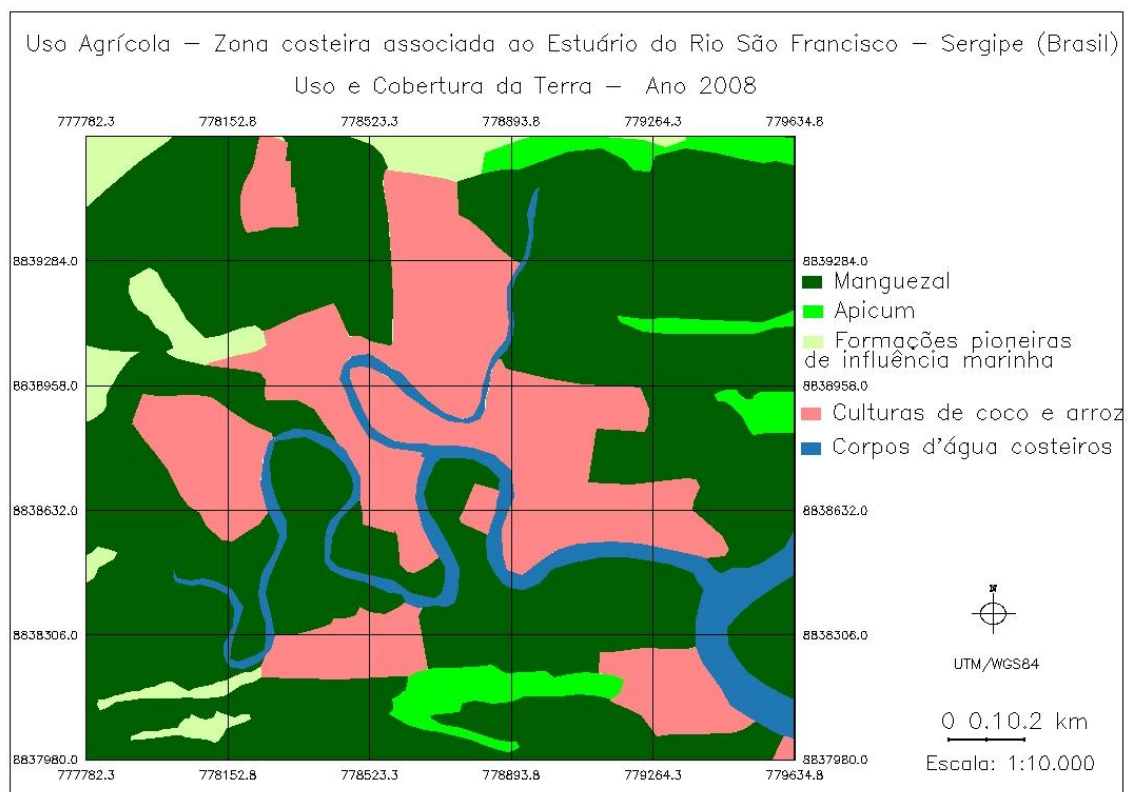 Uso Agrícola – Zona costeira associada ao Estuário do Rio São Francisco – Sergipe (Brasil)
Uso e Cobertura da Terra – Ano 2008
777782.3 778152.8 778523.3 778893.8 779264.3 779634.8
8839284.0 8839284.0
Manguezal
Apicum
Formações pioneiras
de influência marinha
8838958.0 8838958.0
Culturas de coco e arroz
Corpos d'água costeiros
8838632.0 8838632.0
N
8838306.0 8838306.0
UTM/WGS84
0 0.10.2 km
8837980.0 8837980.0
Escala: 1:10.000
777782.3 778152.8 778523.3 778893.8 779264.3 779634.8